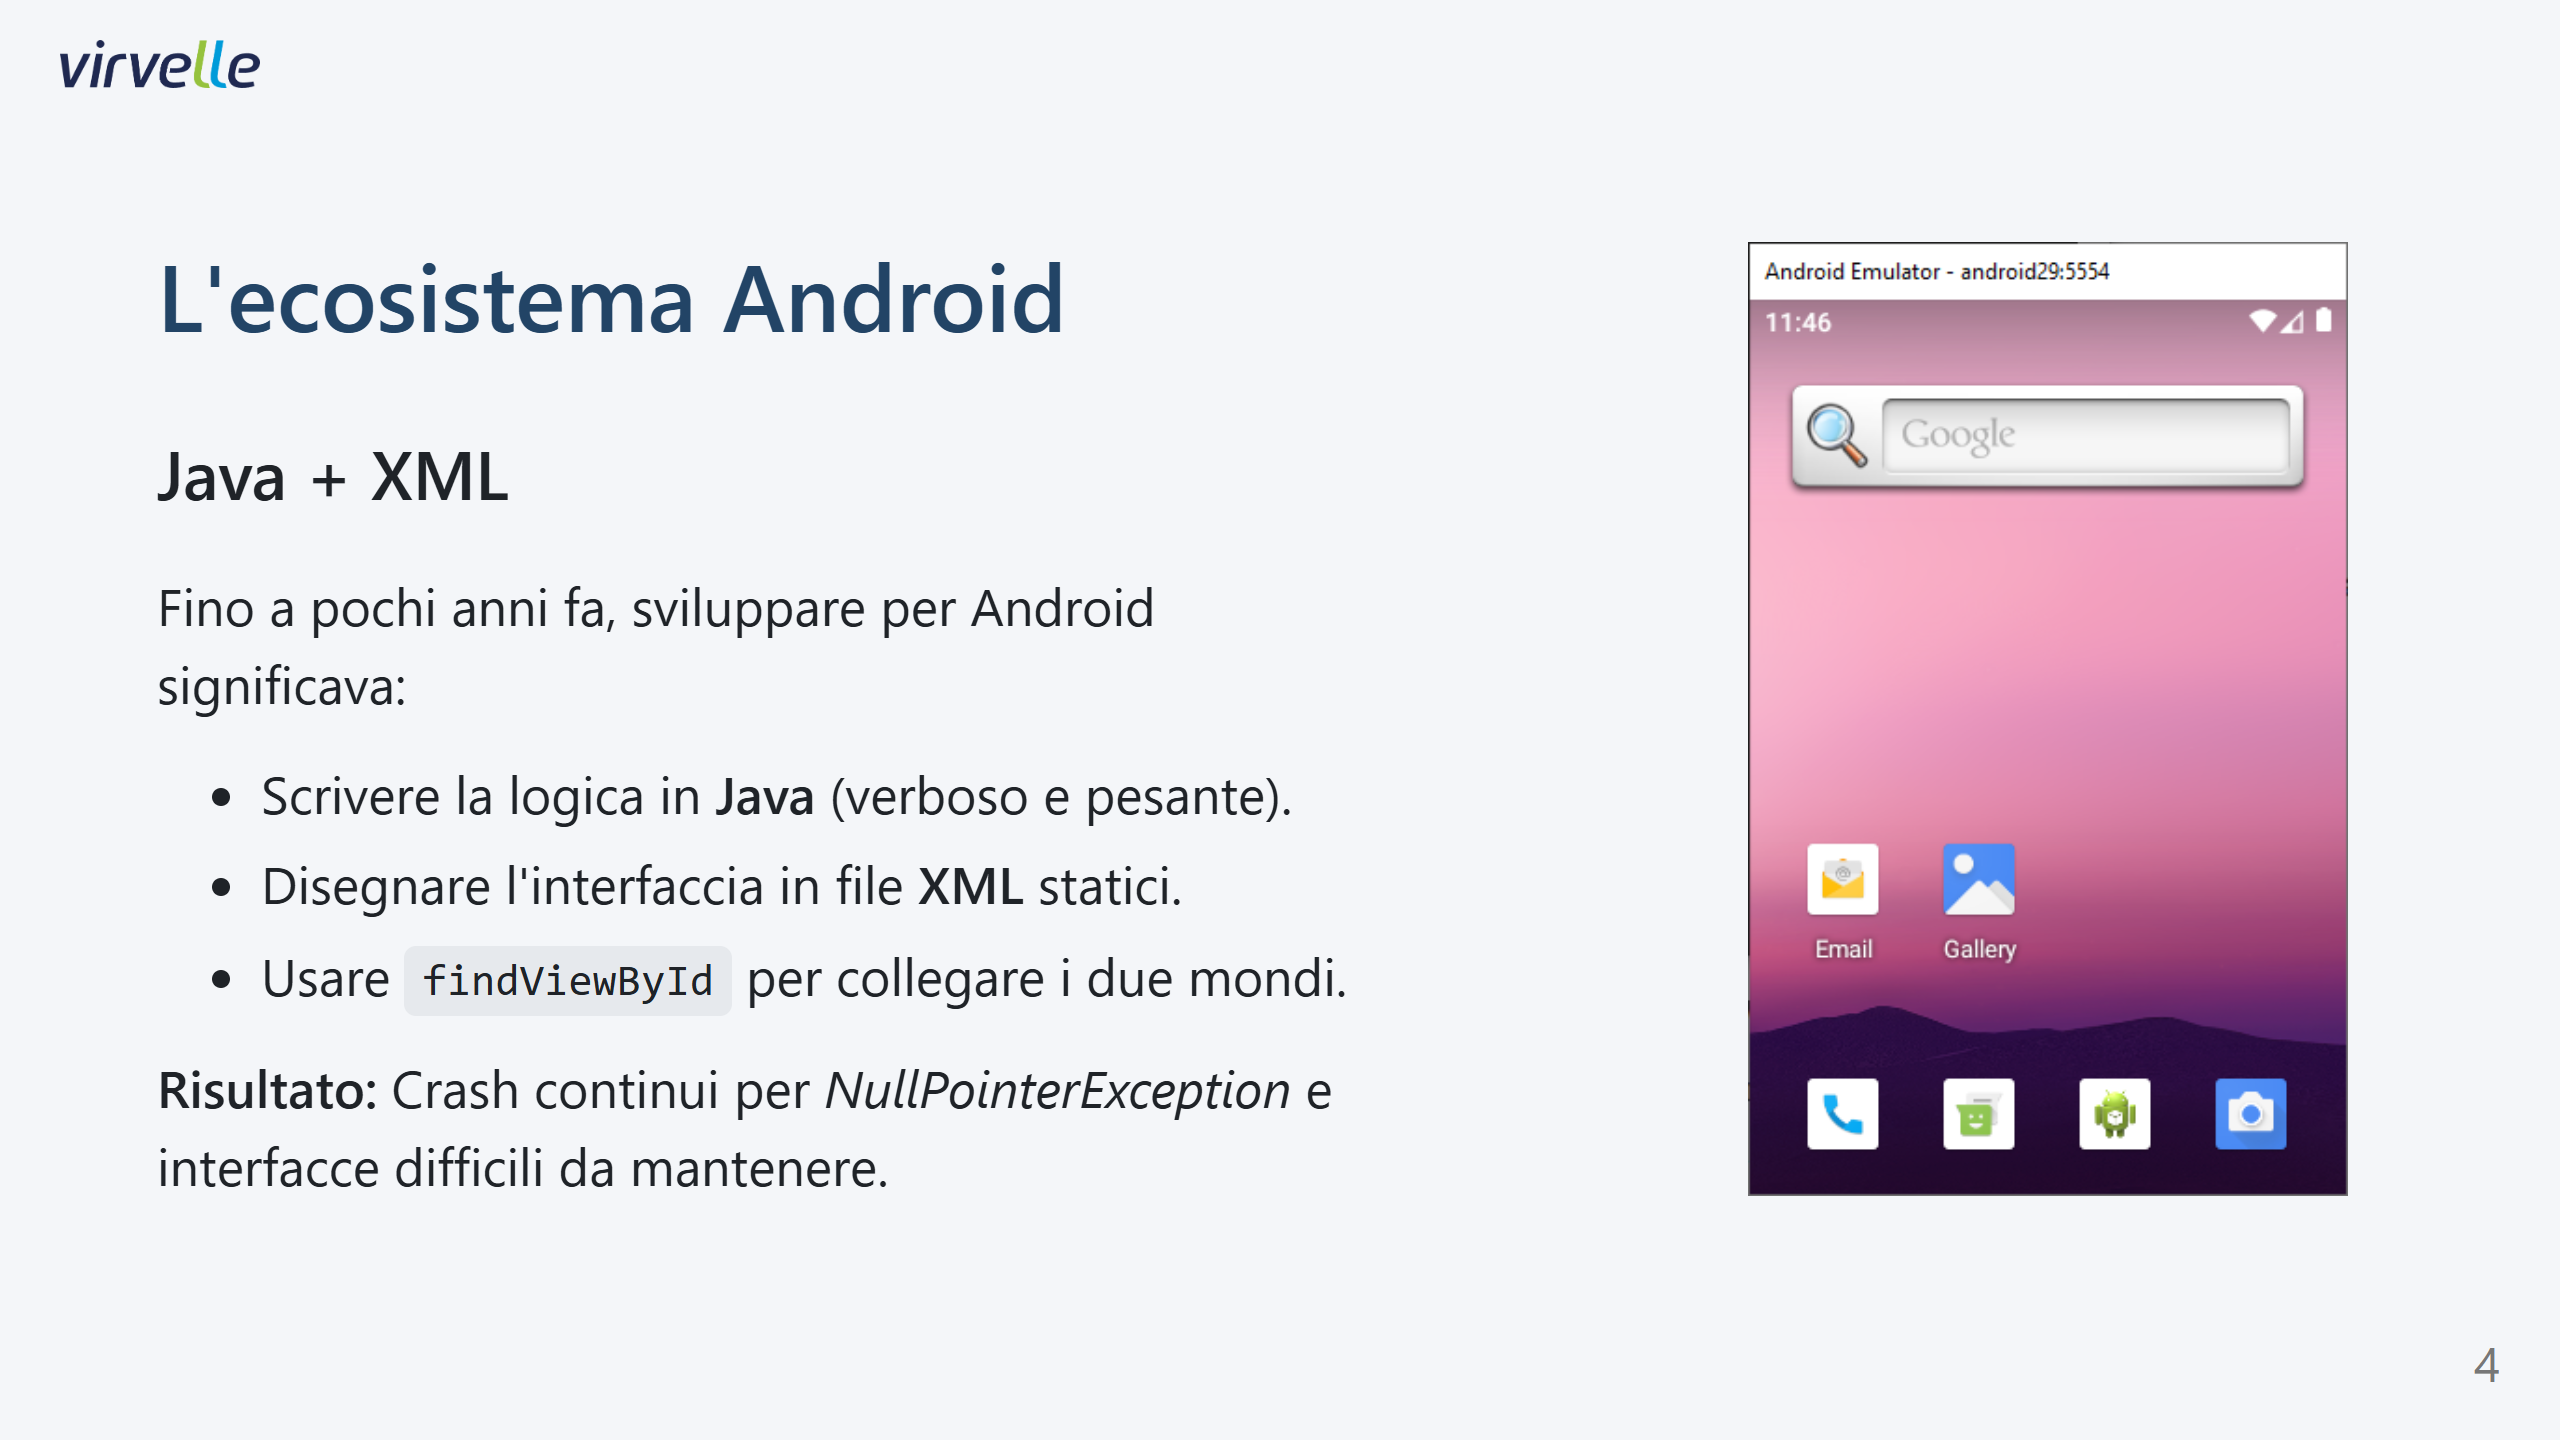 virvelle
L'ecosistema Android
Java + XML
Fino a pochi anni fa, sviluppare per Android
significava:
• Scrivere la logica in Java (verboso e pesante).
• Disegnare l'interfaccia in file XML statici.
• Usare findViewById per collegare i due mondi.
Risultato: Crash continui per NullPointerException e
interfacce difficili da mantenere.
Android Emulator - android29:5554
11:46
Google
Email Gallery
4